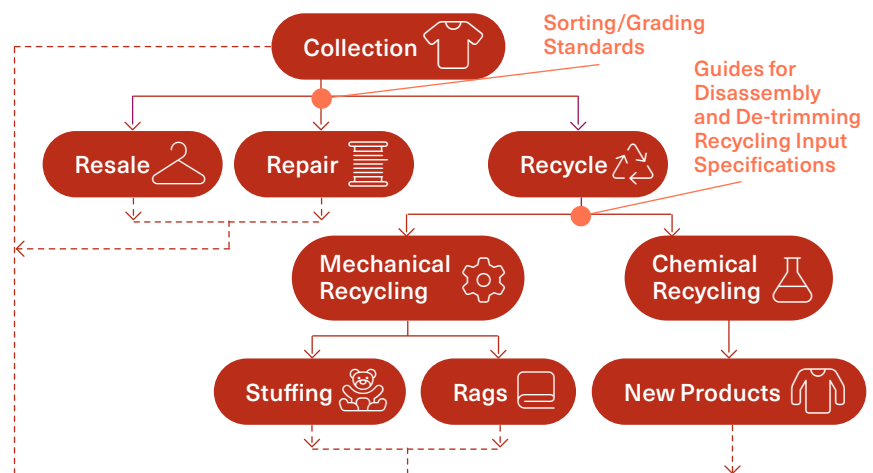 Collection
Sorting/Grading
Standards
Guides for
Disassembly
and De-trimming
Recycling Input
Specifications
Resale
Repair
Recycle
Mechanical
Recycling
Chemical
Recycling
Stuffing
Rags
New Products